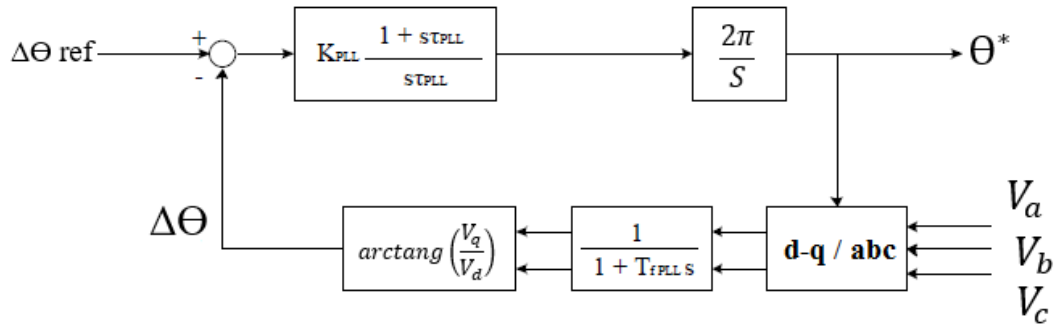 ΔΘ ref
+
-
K_PLL (1 + sτ_PLL) / (sτ_PLL)
2π / S
Θ*
ΔΘ
arctang (V_q / V_d)
1 / (1 + T_fPLL s)
d-q / abc
V_a
V_b
V_c